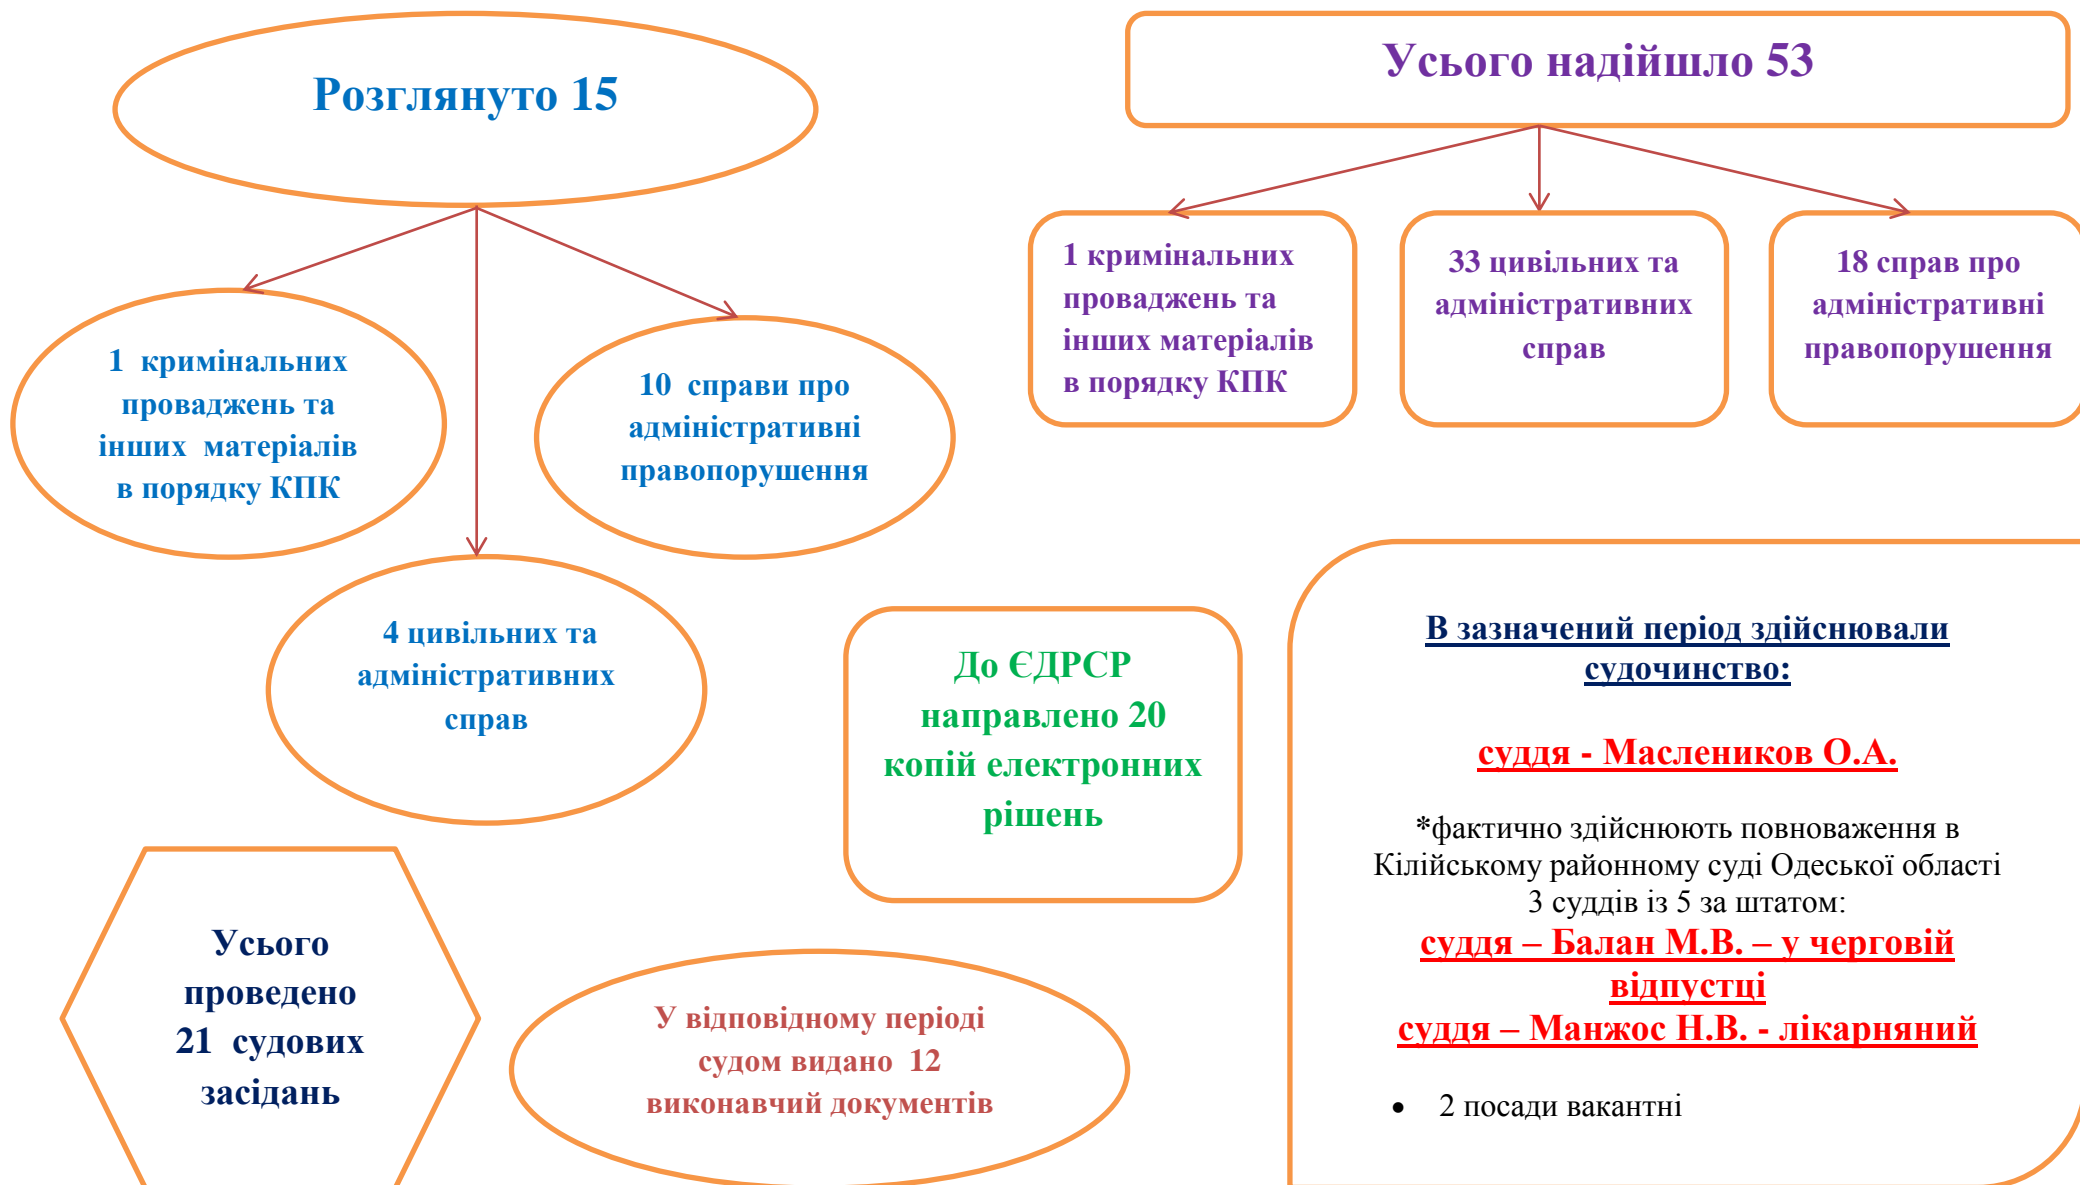 Розглянуто 15
Усього надійшло 53
1 кримінальних
проваджень та
інших матеріалів
в порядку КПК
10 справи про
адміністративні
правопорушення
4 цивільних та
адміністративних
справ
1 кримінальних
проваджень та
інших матеріалів
в порядку КПК
33 цивільних та
адміністративних
справ
18 справ про
адміністративні
правопорушення
До ЄДРСР
направлено 20
копій електронних
рішень
В зазначений період здійснювали
судочинство:
суддя - Маслеников О.А.
*фактично здійснюють повноваження в
Кілійському районному суді Одеської області
3 суддів із 5 за штатом:
суддя – Балан М.В. – у черговій
відпустці
суддя – Манжос Н.В. - лікарняний
• 2 посади вакантні
Усього
проведено
21 судових
засідань
У відповідному періоді
судом видано 12
виконавчий документів